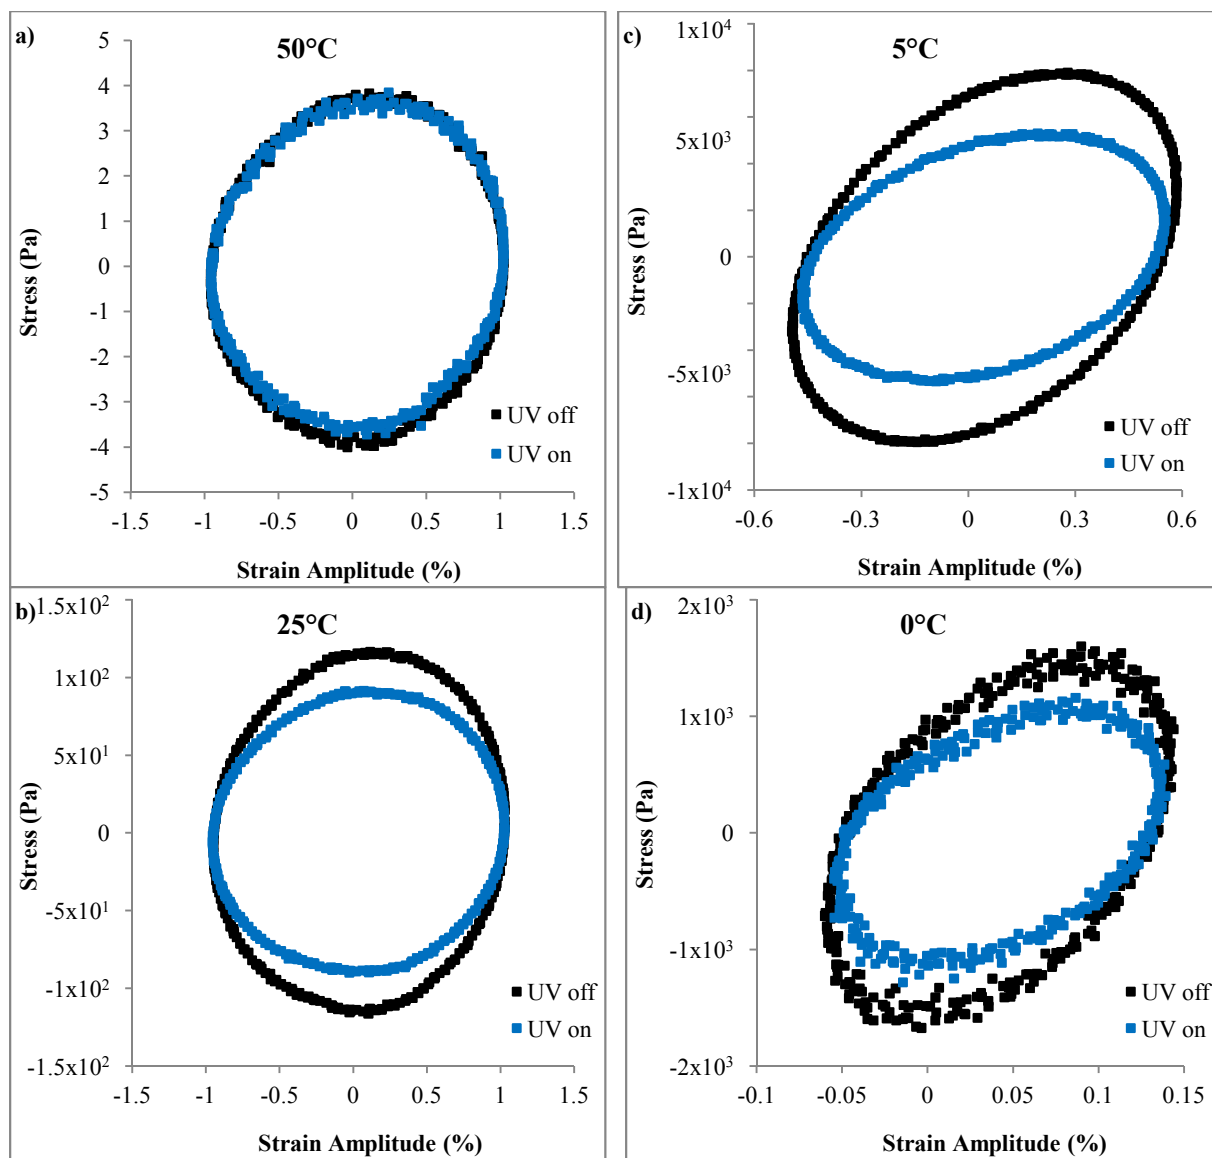 a)
50°C
5
4
3
2
1
0
-1
-2
-3
-4
-5
Stress (Pa)
-1.5 -1 -0.5 0 0.5 1 1.5
Strain Amplitude (%)
UV off
UV on
c)
5°C
1x10⁴
5x10³
0
-5x10³
-1x10⁴
Stress (Pa)
-0.6 -0.3 0 0.3 0.6
Strain Amplitude (%)
UV off
UV on
b)
25°C
1.5x10²
1x10²
5x10¹
0
-5x10¹
-1x10²
-1.5x10²
Stress (Pa)
-1.5 -1 -0.5 0 0.5 1 1.5
Strain Amplitude (%)
UV off
UV on
d)
0°C
2x10³
1x10³
0
-1x10³
-2x10³
Stress (Pa)
-0.1 -0.05 0 0.05 0.1 0.15
Strain Amplitude (%)
UV off
UV on